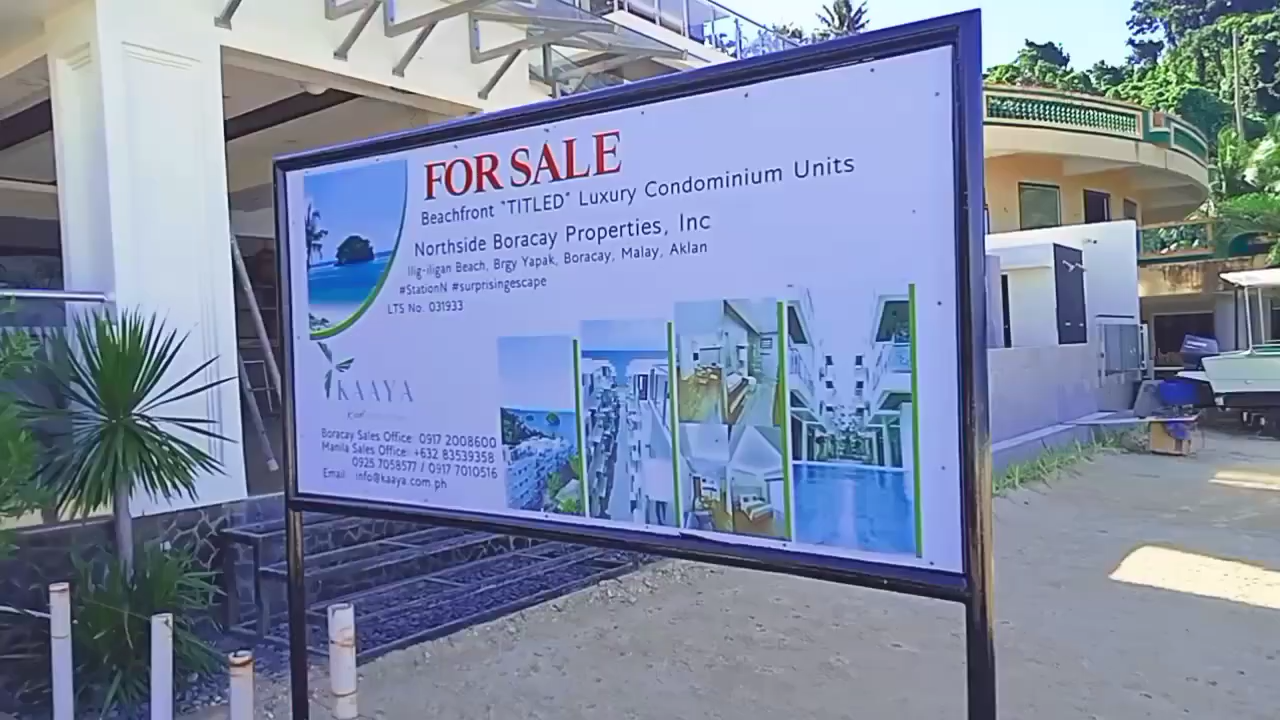 FOR SALE
Beachfront "TITLED" Luxury Condominium Units
Northside Boracay Properties, Inc
Ilig-iligan Beach, Brgy Yapak, Boracay, Malay, Aklan
#StationN #surprisingescape
LTS No. 031933
KAAYA
Boracay Sales Office: 0917 2008600
Manila Sales Office: +632 83539358
0925 7058577 / 0917 7010516
Email: info@kaaya.com.ph